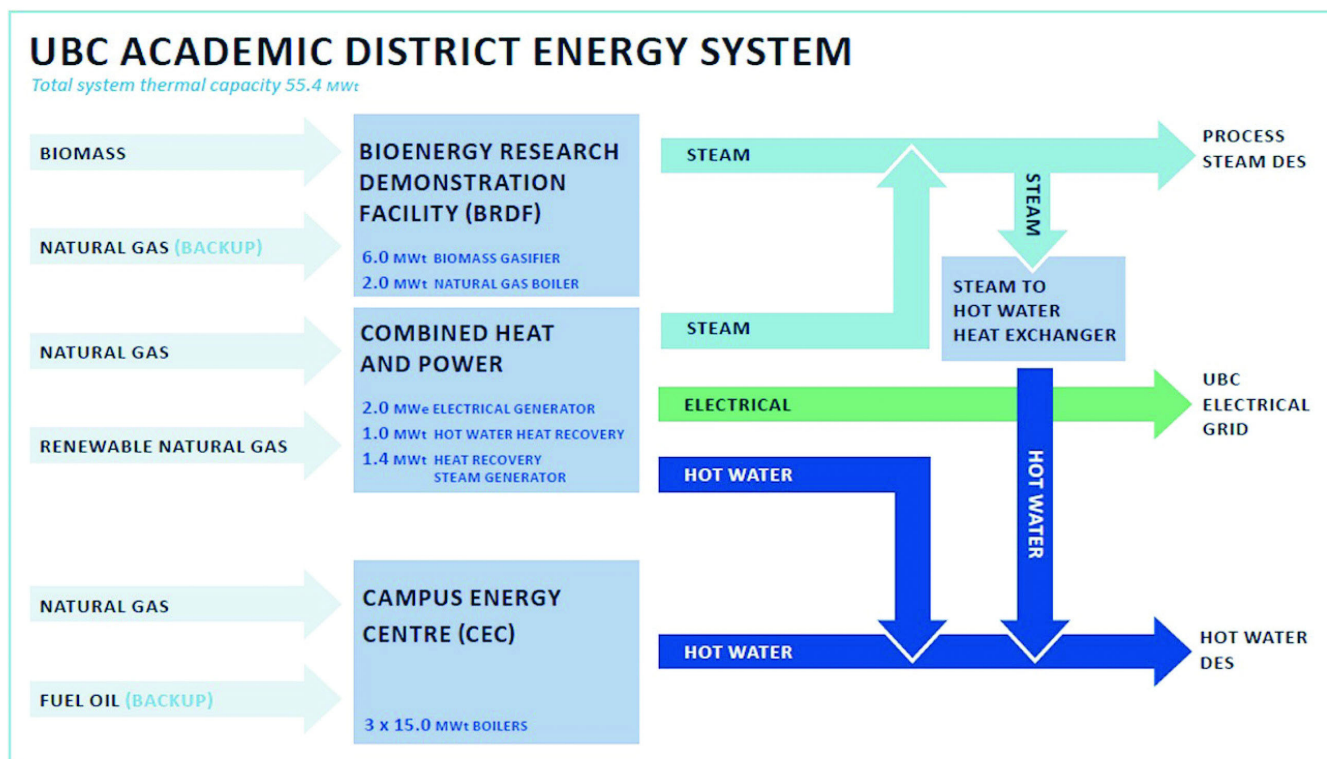 UBC ACADEMIC DISTRICT ENERGY SYSTEM
Total system thermal capacity 55.4 MWt
BIOMASS
NATURAL GAS (BACKUP)
BIOENERGY RESEARCH
DEMONSTRATION
FACILITY (BRDF)
6.0 MWt BIOMASS GASIFIER
2.0 MWt NATURAL GAS BOILER
STEAM
STEAM
PROCESS
STEAM DES
STEAM TO
HOT WATER
HEAT EXCHANGER
NATURAL GAS
RENEWABLE NATURAL GAS
COMBINED HEAT
AND POWER
2.0 MWe ELECTRICAL GENERATOR
1.0 MWt HOT WATER HEAT RECOVERY
1.4 MWt HEAT RECOVERY
STEAM GENERATOR
STEAM
ELECTRICAL
UBC
ELECTRICAL
GRID
HOT WATER
HOT WATER
NATURAL GAS
FUEL OIL (BACKUP)
CAMPUS ENERGY
CENTRE (CEC)
3 x 15.0 MWt BOILERS
HOT WATER
HOT WATER
DES